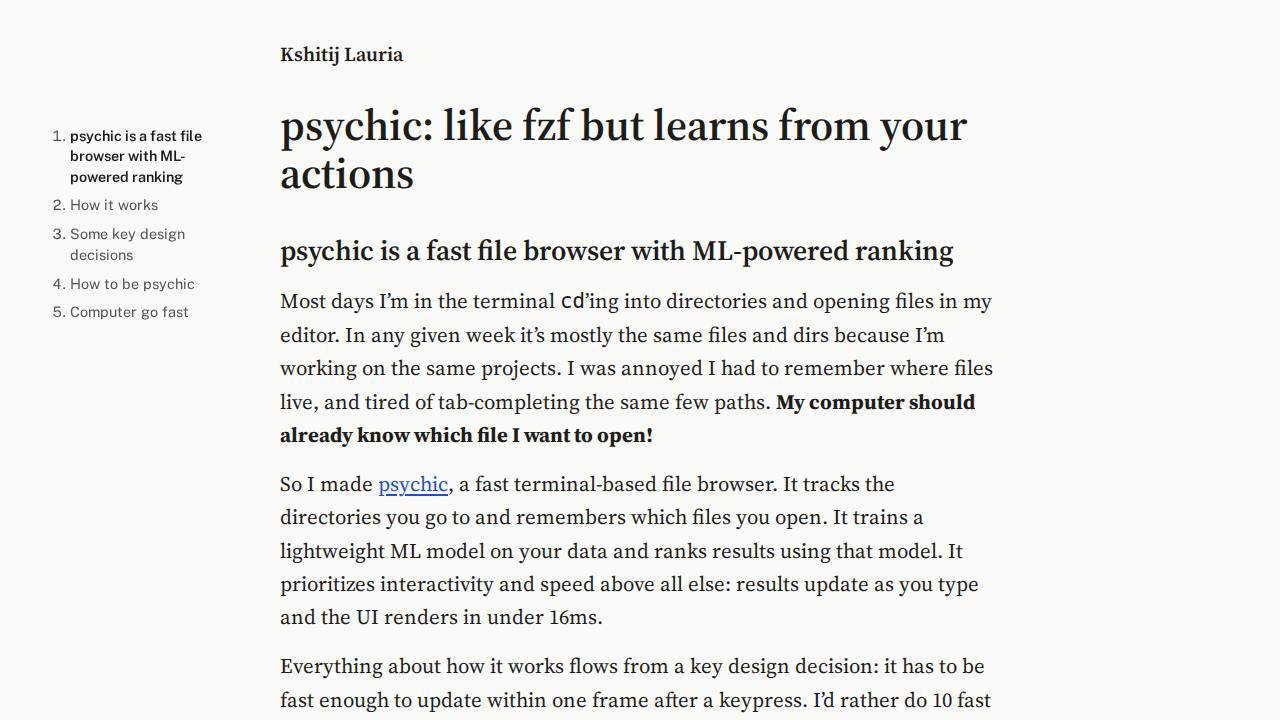 Kshitij Lauria
psychic: like fzf but learns from your
actions
1. psychic is a fast file
browser with ML-
powered ranking
2. How it works
3. Some key design
decisions
4. How to be psychic
5. Computer go fast
psychic is a fast file browser with ML-powered ranking
Most days I’m in the terminal cd’ing into directories and opening files in my
editor. In any given week it’s mostly the same files and dirs because I’m
working on the same projects. I was annoyed I had to remember where files
live, and tired of tab-completing the same few paths. My computer should
already know which file I want to open!
So I made psychic, a fast terminal-based file browser. It tracks the
directories you go to and remembers which files you open. It trains a
lightweight ML model on your data and ranks results using that model. It
prioritizes interactivity and speed above all else: results update as you type
and the UI renders in under 16ms.
Everything about how it works flows from a key design decision: it has to be
fast enough to update within one frame after a keypress. I’d rather do 10 fast